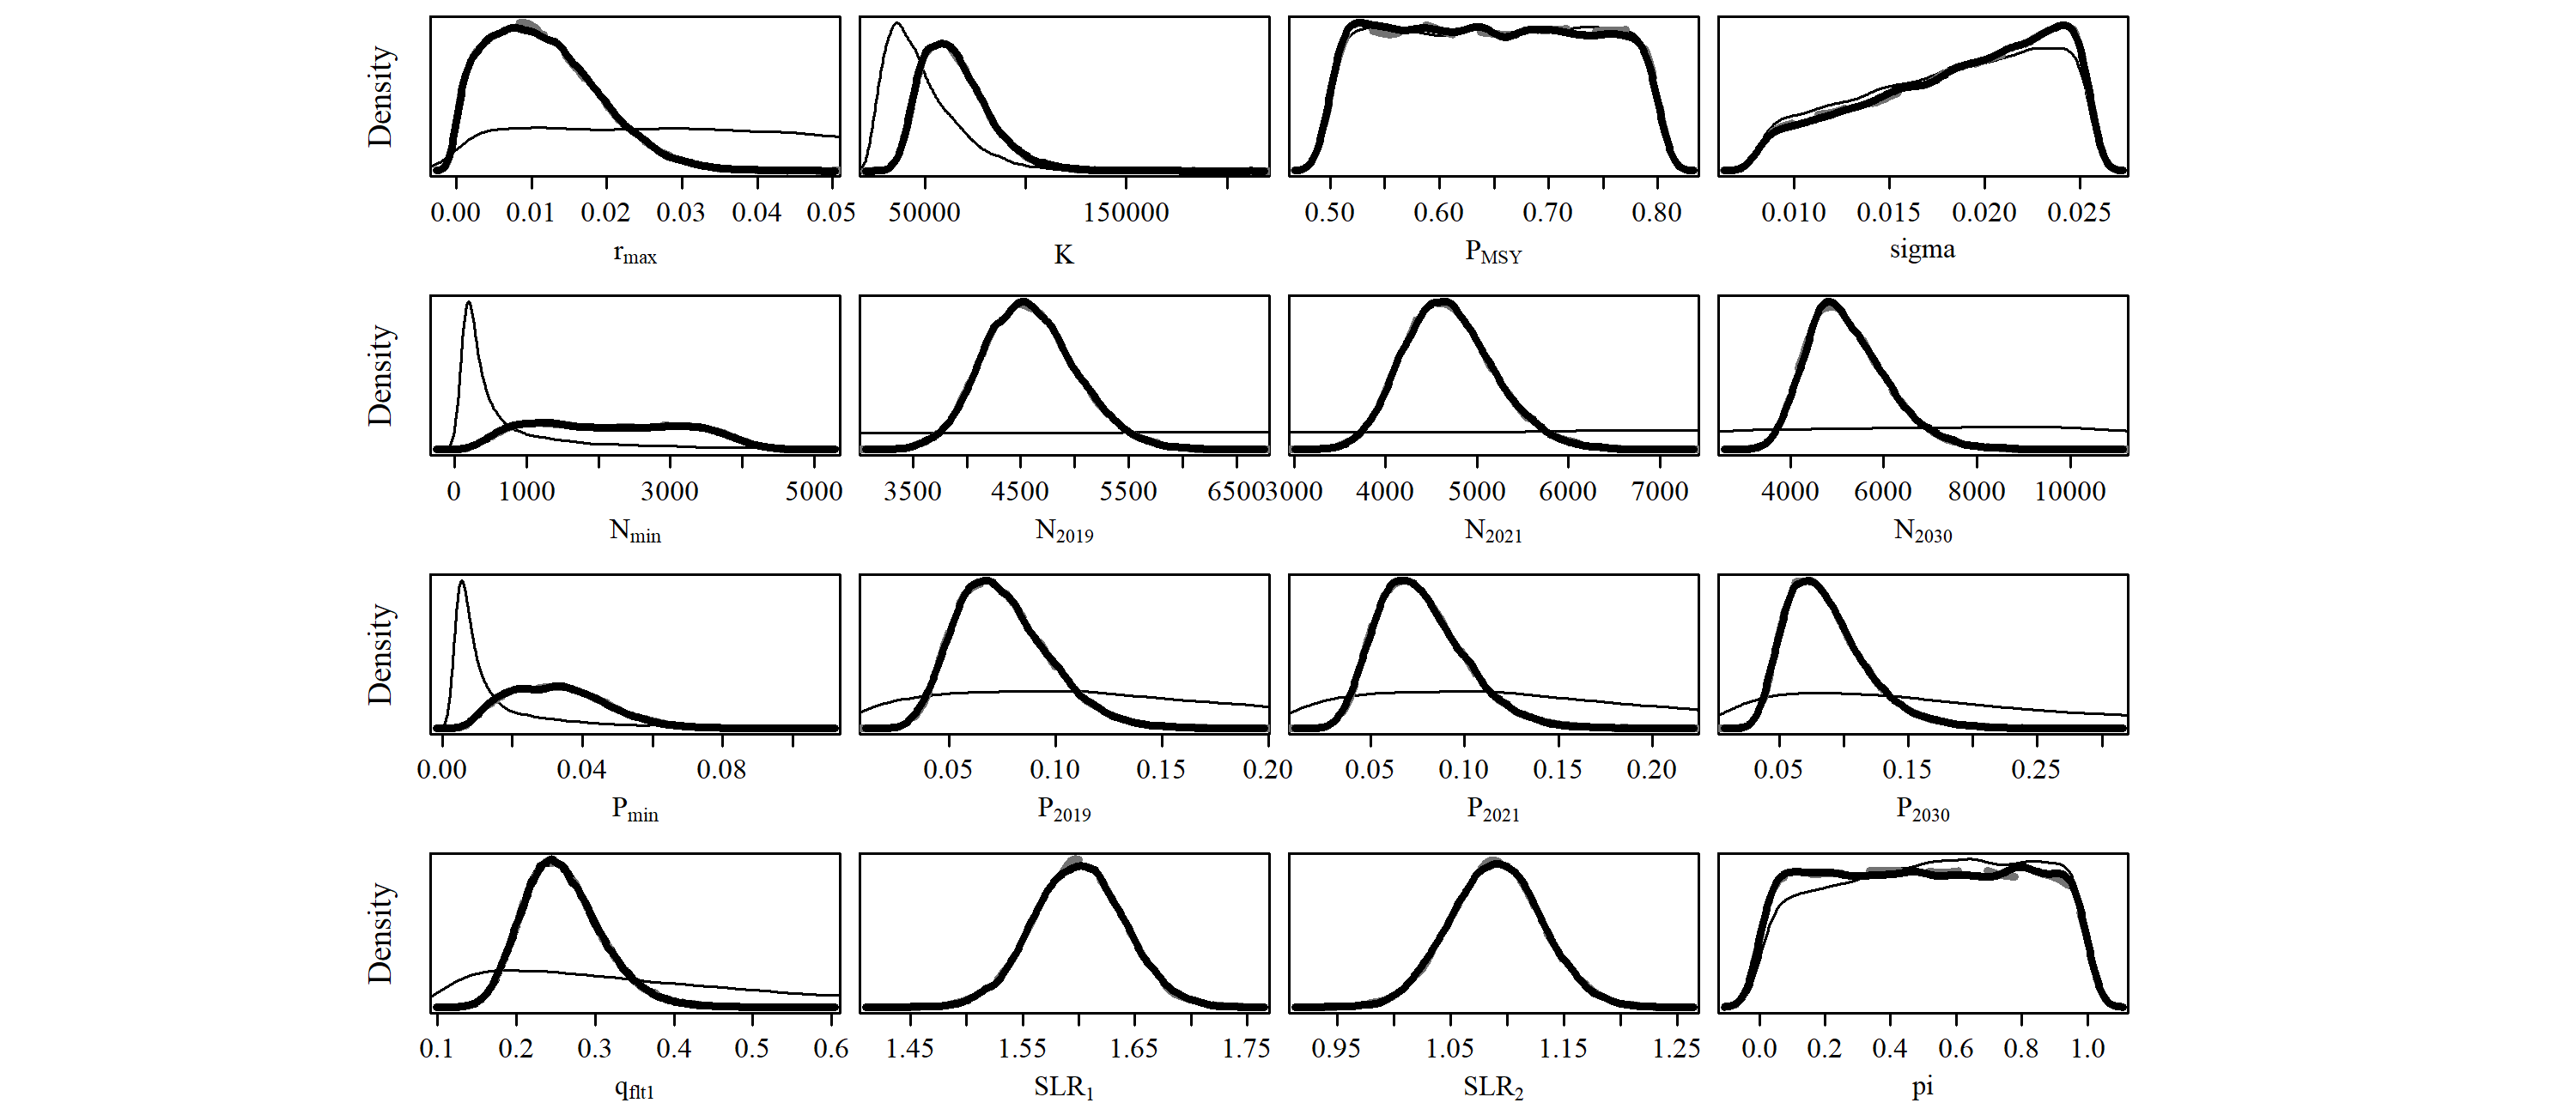 Density
0.00 0.01 0.02 0.03 0.04 0.05 50000 150000 0.50 0.60 0.70 0.80 0.010 0.015 0.020 0.025
rmax K PMSY sigma
Density
0 1000 3000 5000 3500 4500 5500 6500 3000 4000 5000 6000 7000 4000 6000 8000 10000
Nmin N2019 N2021 N2030
Density
0.00 0.04 0.08 0.05 0.10 0.15 0.20 0.05 0.10 0.15 0.20 0.05 0.15 0.25
Pmin P2019 P2021 P2030
Density
0.1 0.2 0.3 0.4 0.5 0.6 1.45 1.55 1.65 1.75 0.95 1.05 1.15 1.25 0.0 0.2 0.4 0.6 0.8 1.0
qflt1 SLR1 SLR2 pi